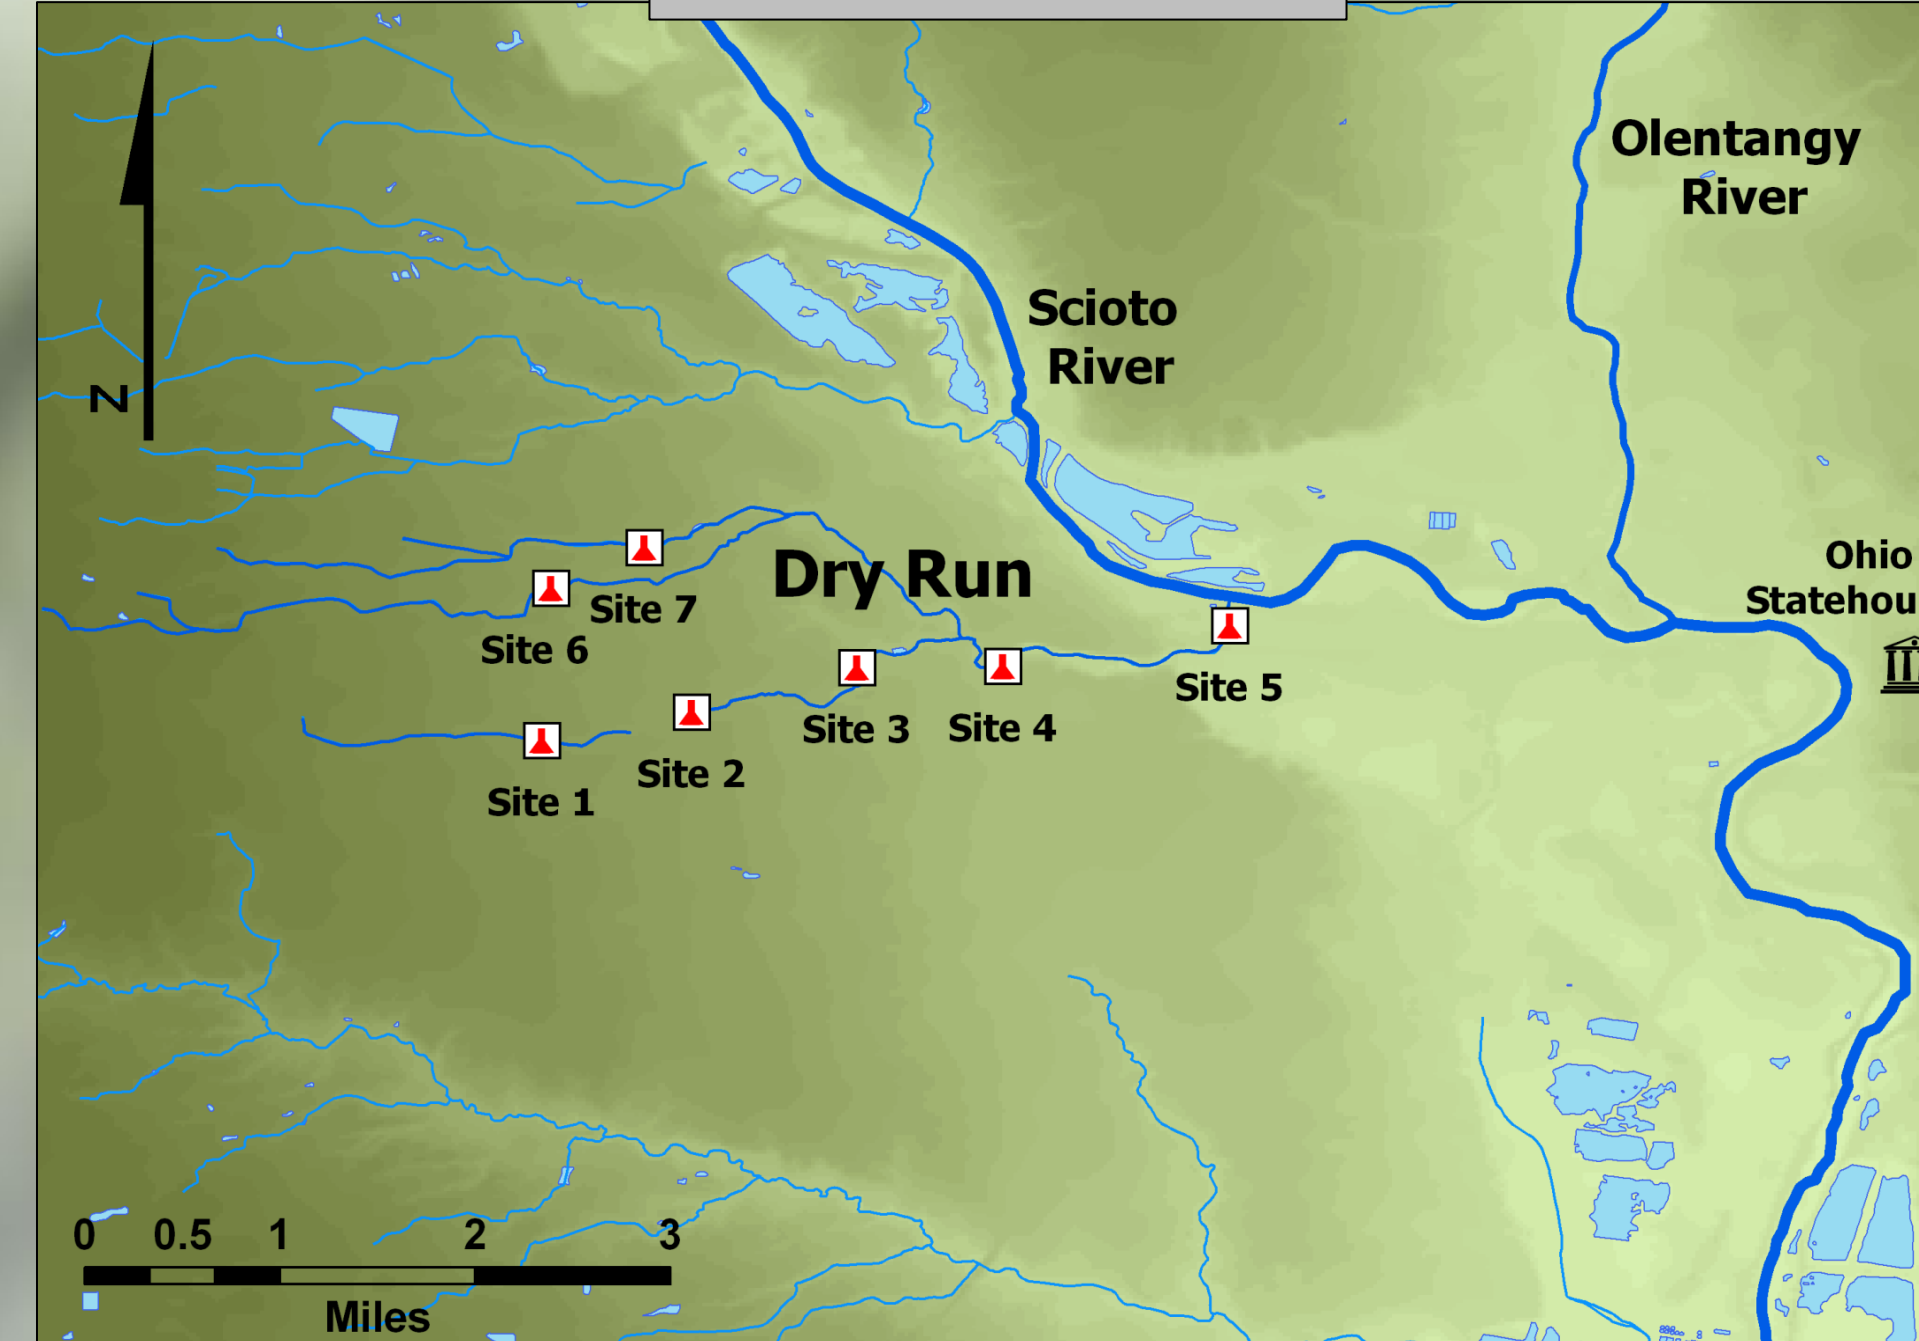 Olentangy
River
Scioto
River
N
Ohio
Statehou
Dry Run
Site 7
Site 6
Site 5
Site 3
Site 4
Site 2
Site 1
0 0.5 1 2 3
Miles